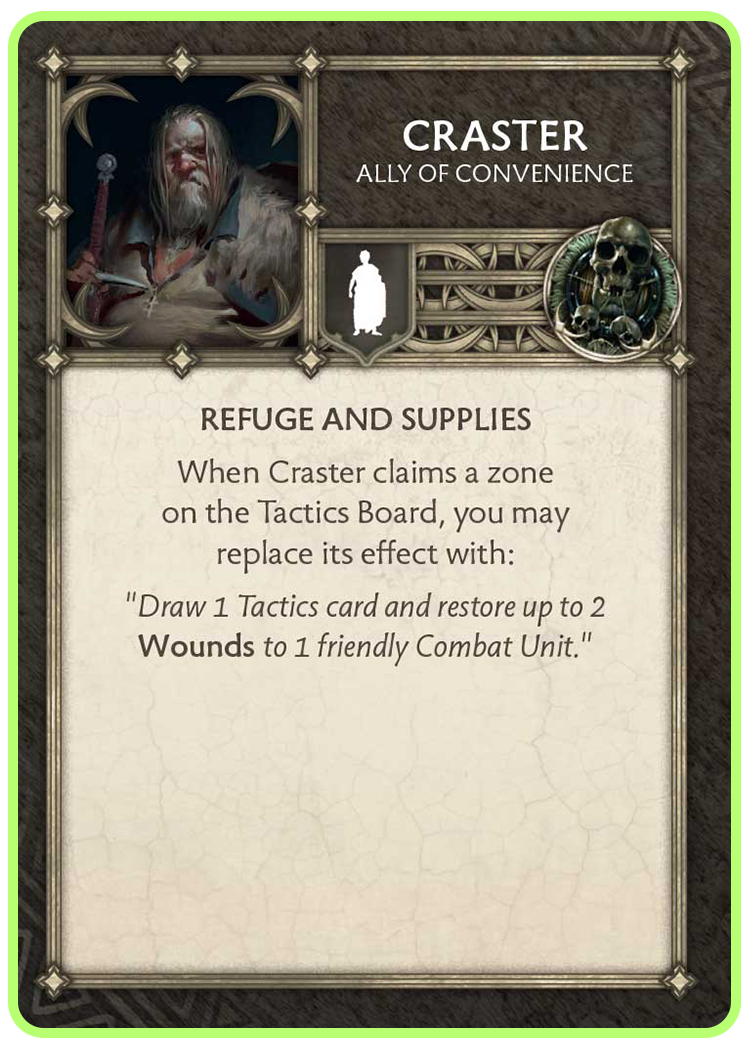 CRASTER
ALLY OF CONVENIENCE
REFUGE AND SUPPLIES
When Craster claims a zone
on the Tactics Board, you may
replace its effect with:
"Draw 1 Tactics card and restore up to 2
Wounds to 1 friendly Combat Unit."